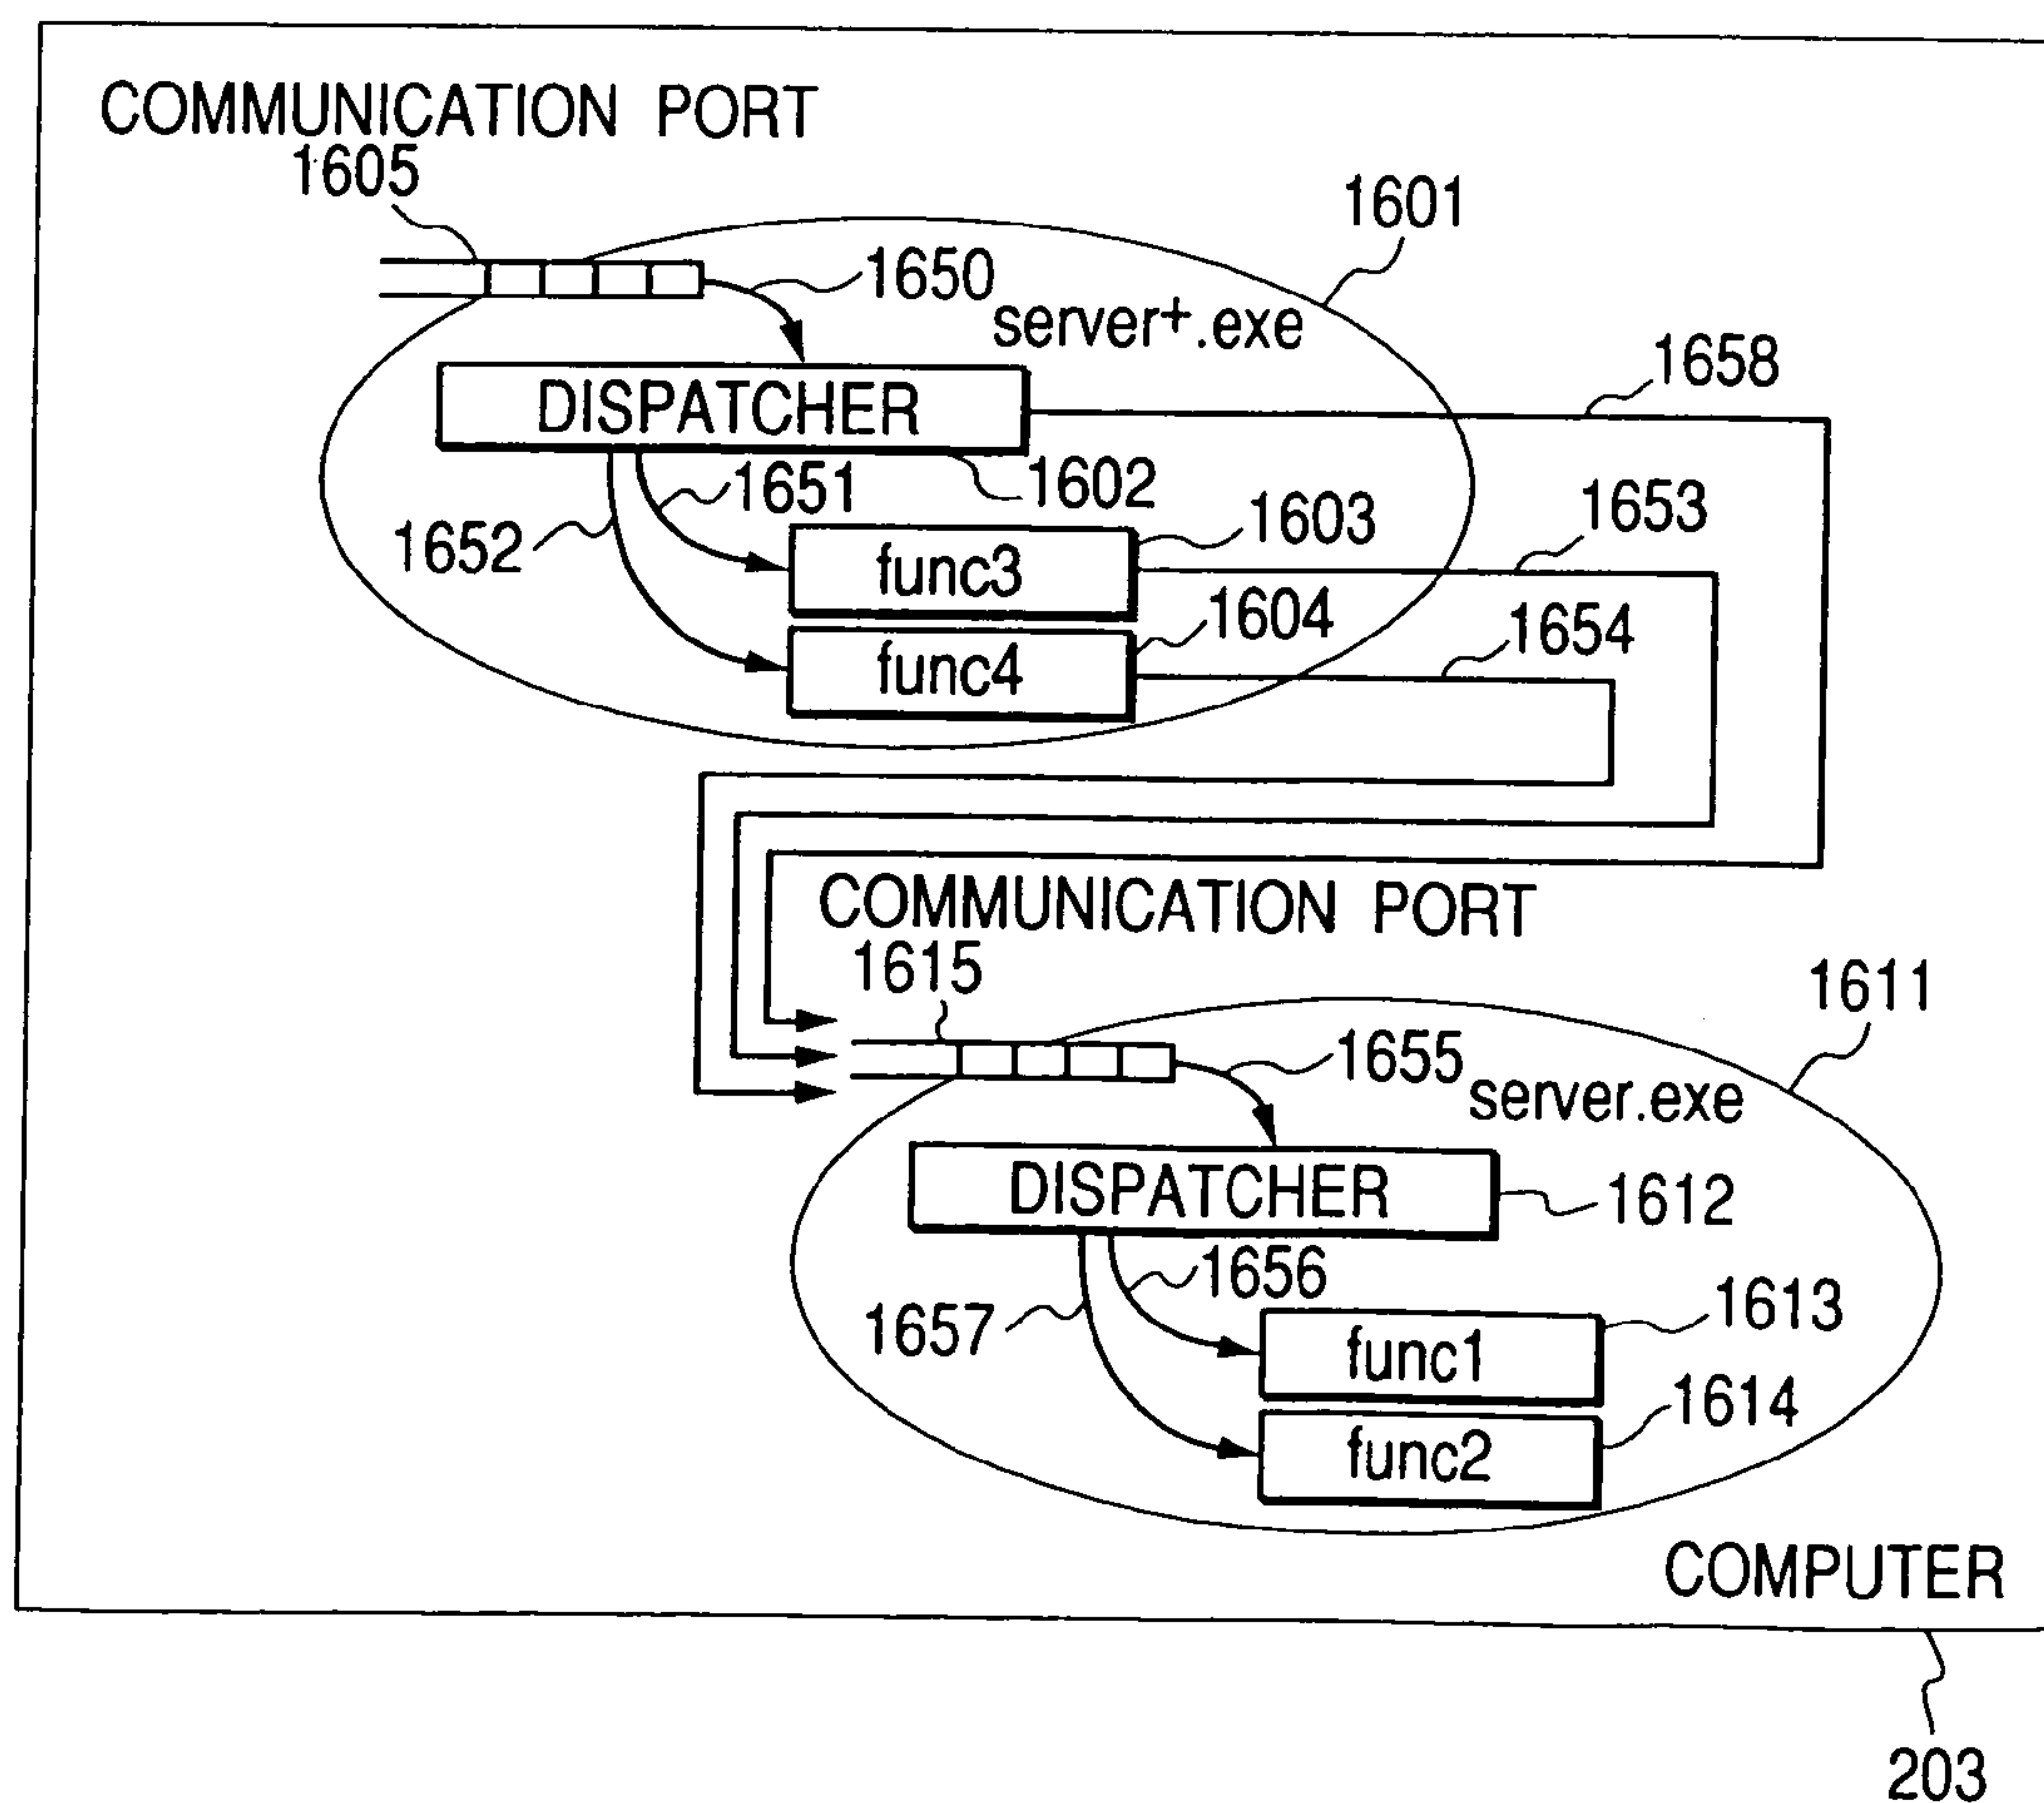 COMMUNICATION PORT
1605
1601
1650
server+.exe
1658
DISPATCHER
1602
1651
1652
1603
1653
func3
1604
1654
func4
COMMUNICATION PORT
1615
1611
1655
server.exe
DISPATCHER
1612
1656
1657
1613
func1
1614
func2
COMPUTER
203